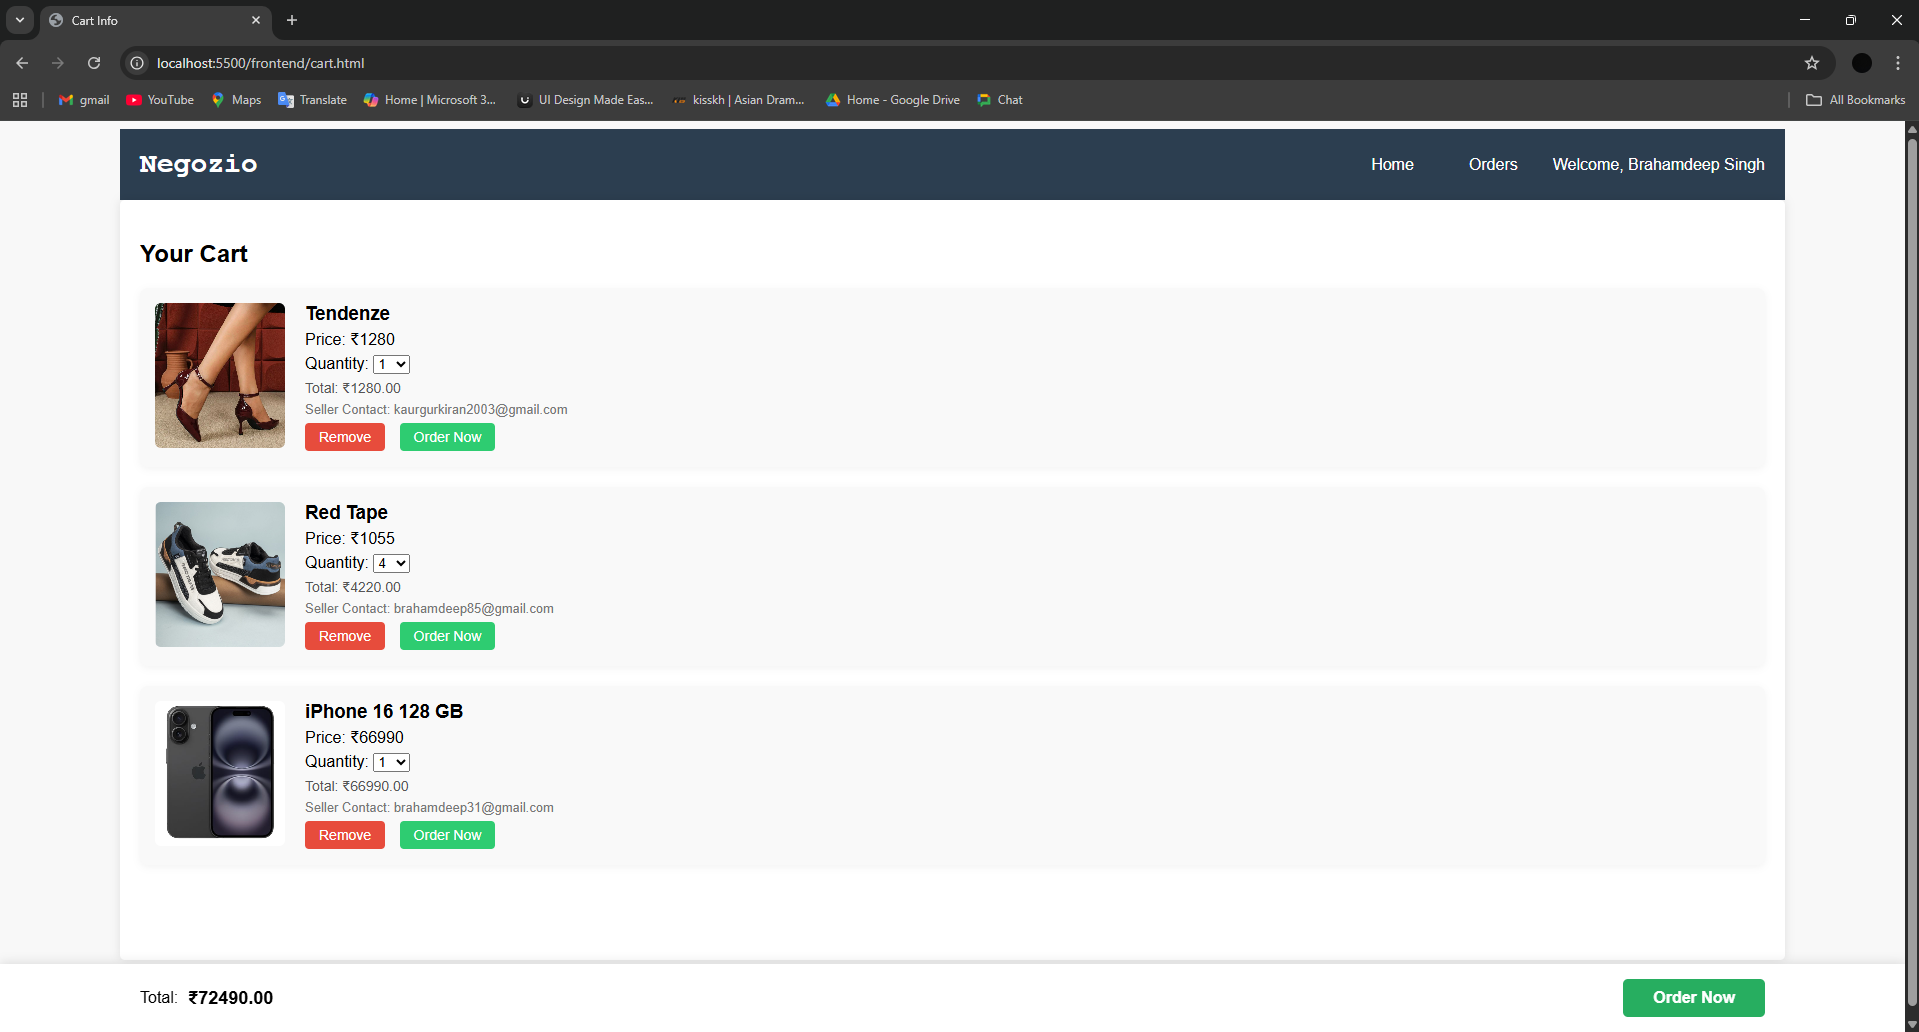 Cart Info
localhost:5500/frontend/cart.html
gmail YouTube Maps Translate Home | Microsoft 3... UI Design Made Eas... kisskh | Asian Dram... Home - Google Drive Chat All Bookmarks
Negozio Home Orders Welcome, Brahamdeep Singh
Your Cart
Tendenze
Price: ₹1280
Quantity: 1
Total: ₹1280.00
Seller Contact: kaurgurkiran2003@gmail.com
Remove Order Now
Red Tape
Price: ₹1055
Quantity: 4
Total: ₹4220.00
Seller Contact: brahamdeep85@gmail.com
Remove Order Now
iPhone 16 128 GB
Price: ₹66990
Quantity: 1
Total: ₹66990.00
Seller Contact: brahamdeep31@gmail.com
Remove Order Now
Total: ₹72490.00 Order Now